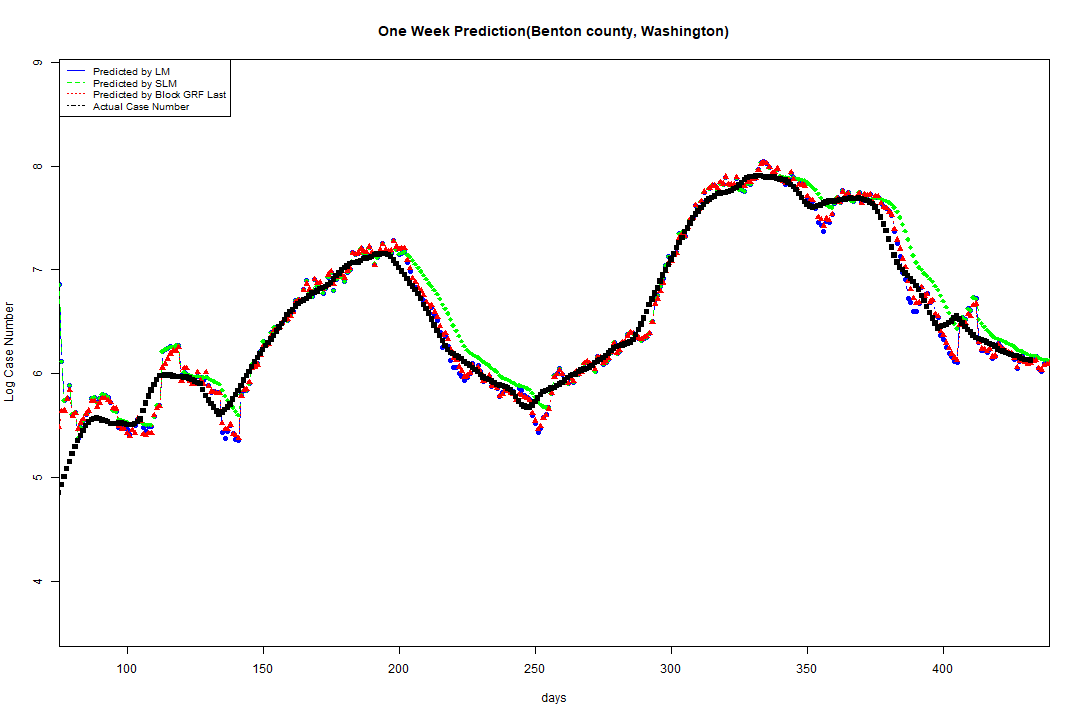 One Week Prediction(Benton county, Washington)
Predicted by LM
Predicted by SLM
Predicted by Block GRF Last
Actual Case Number
9
8
7
6
5
4
Log Case Number
100 150 200 250 300 350 400
days